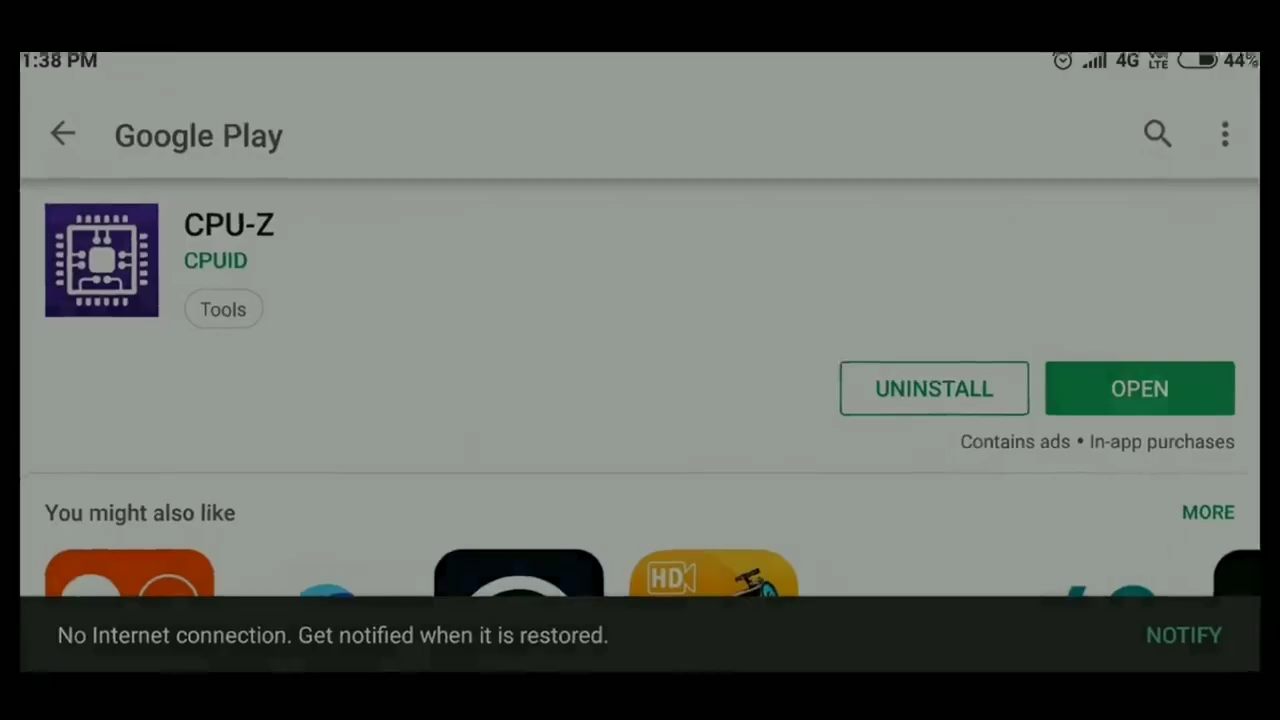 1:38 PM
4G VoLTE 44%
Google Play
CPU-Z
CPUID
Tools
UNINSTALL
OPEN
Contains ads • In-app purchases
You might also like
MORE
HD
No Internet connection. Get notified when it is restored.
NOTIFY